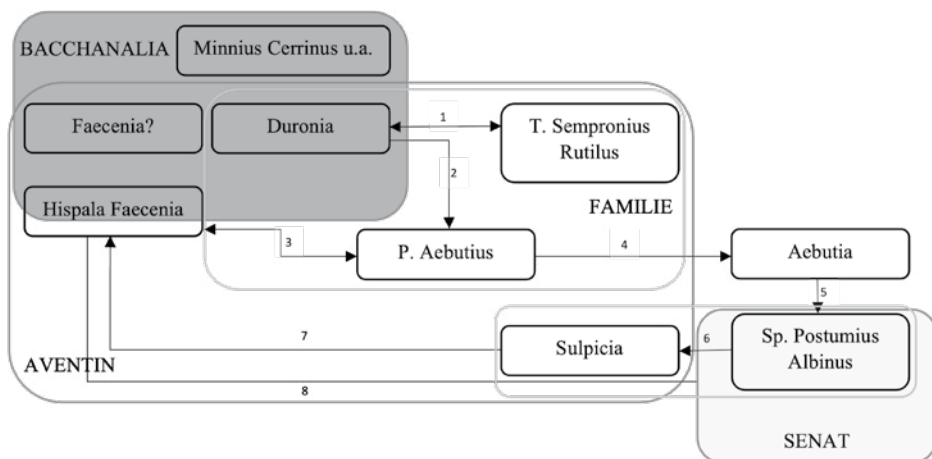 BACCHANALIA
Minnius Cerrinus u.a.
Faecenia?
Duronia
1
T. Sempronius
Rutilus
2
Hispala Faecenia
FAMILIE
3
P. Aebutius
4
Aebutia
5
7
Sulpicia
6
Sp. Postumius
Albinus
AVENTIN
8
SENAT